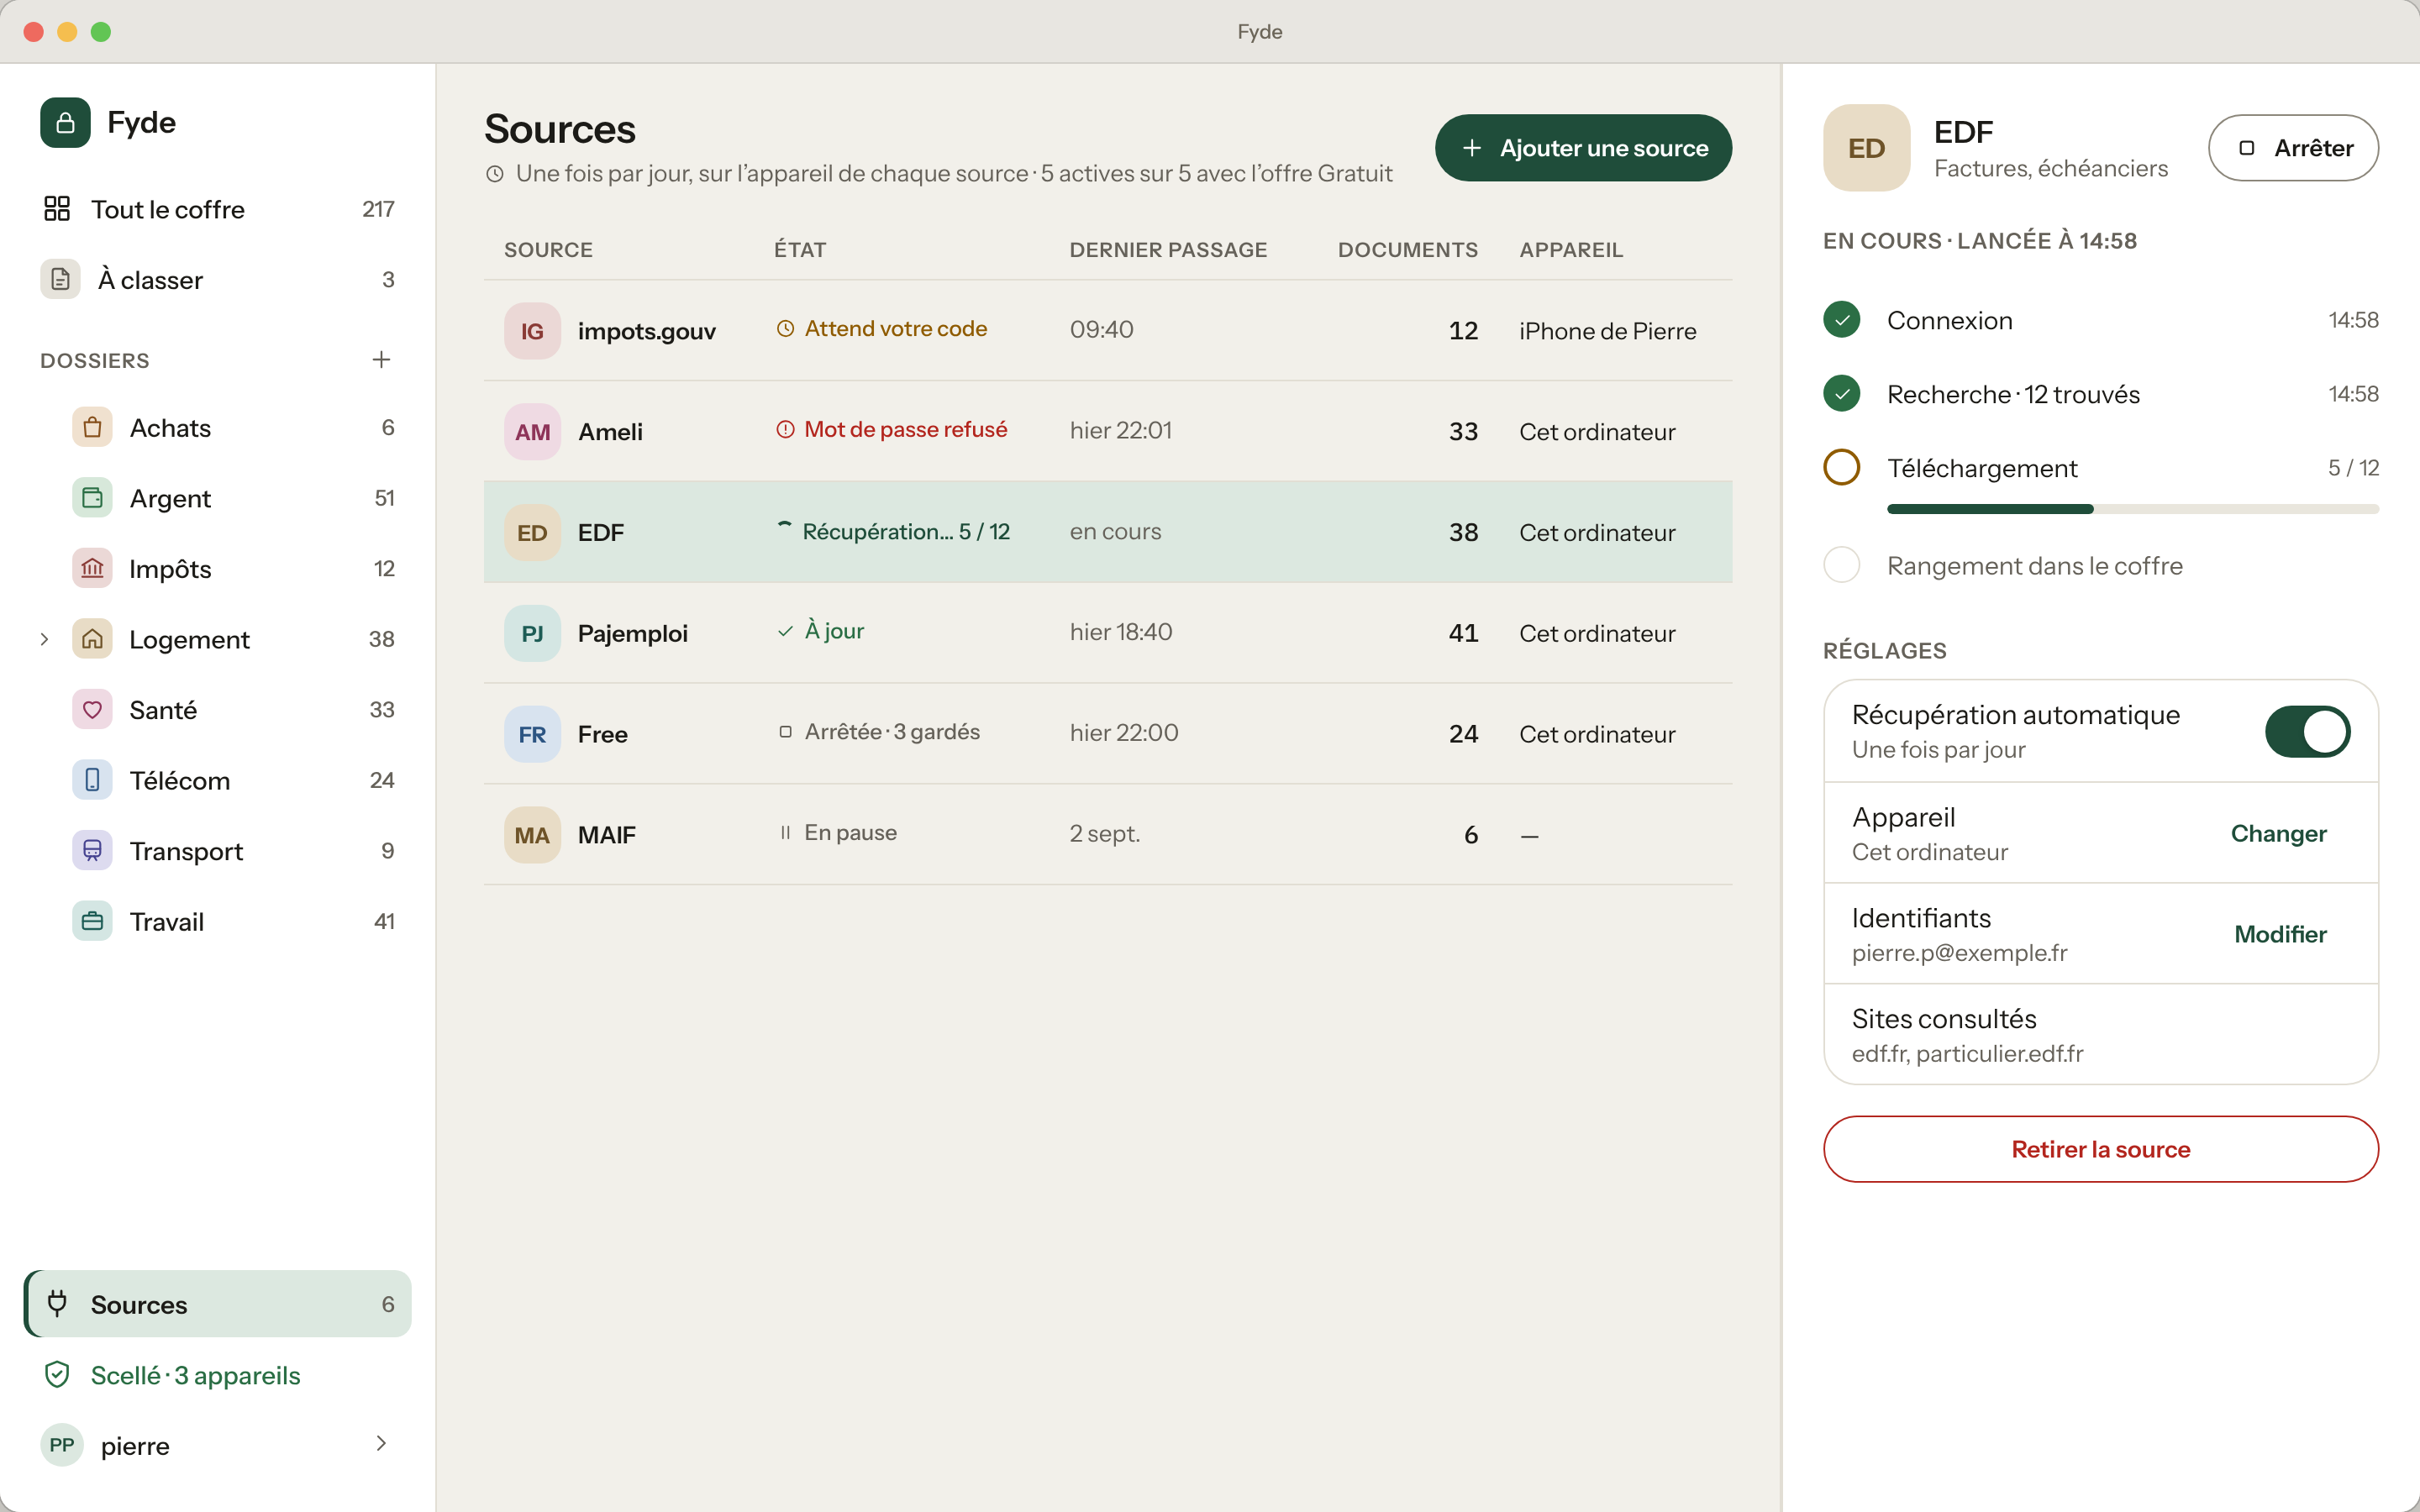 Fyde
Fyde
Tout le coffre 217
À classer 3
DOSSIERS
Achats 6
Argent 51
Impôts 12
Logement 38
Santé 33
Télécom 24
Transport 9
Travail 41
Sources 6
Scellé · 3 appareils
PP pierre
Sources
Une fois par jour, sur l’appareil de chaque source · 5 actives sur 5 avec l’offre Gratuit
Ajouter une source
SOURCE ÉTAT DERNIER PASSAGE DOCUMENTS APPAREIL
IG impots.gouv Attend votre code 09:40 12 iPhone de Pierre
AM Ameli Mot de passe refusé hier 22:01 33 Cet ordinateur
ED EDF Récupération... 5 / 12 en cours 38 Cet ordinateur
PJ Pajemploi À jour hier 18:40 41 Cet ordinateur
FR Free Arrêtée · 3 gardés hier 22:00 24 Cet ordinateur
MA MAIF En pause 2 sept. 6 —
ED EDF
Factures, échéanciers
Arrêter
EN COURS · LANCÉE À 14:58
Connexion 14:58
Recherche · 12 trouvés 14:58
Téléchargement 5 / 12
Rangement dans le coffre
RÉGLAGES
Récupération automatique
Une fois par jour
Appareil
Cet ordinateur
Changer
Identifiants
pierre.p@exemple.fr
Modifier
Sites consultés
edf.fr, particulier.edf.fr
Retirer la source